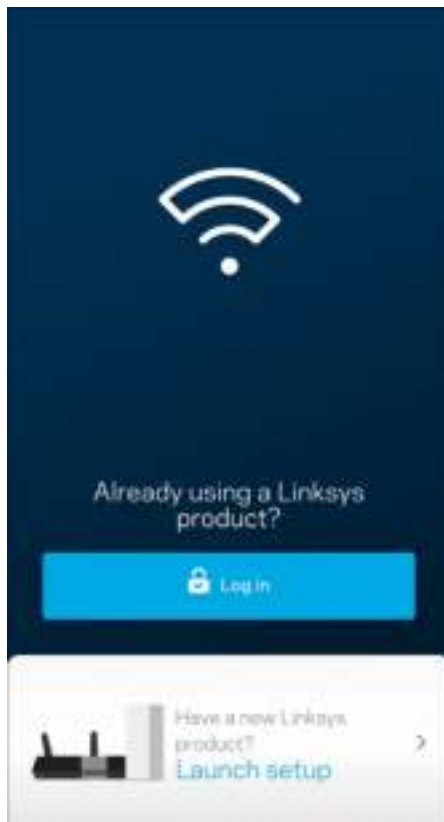 Already using a Linksys
product?
Log in
Have a new Linksys
product?
Launch setup